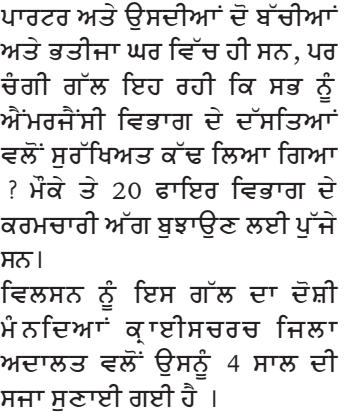 ਪਾਰਟਰ ਅਤੇ ਉਸਦੀਆਂ ਦੋ ਬੱਚੀਆਂ
ਅਤੇ ਭਤੀਜਾ ਘਰ ਵਿੱਚ ਹੀ ਸਨ, ਪਰ
ਚੰਗੀ ਗੱਲ ਇਹ ਰਹੀ ਕਿ ਸਭ ਨੂੰ
ਐਂਮਰਜੈਂਸੀ ਵਿਭਾਗ ਦੇ ਦੱਸਤਿਆਂ
ਵਲੋਂ ਸੁਰੱਖਿਅਤ ਕੱਢ ਲਿਆ ਗਿਆ
? ਮੌਕੇ ਤੇ 20 ਫਾਇਰ ਵਿਭਾਗ ਦੇ
ਕਰਮਚਾਰੀ ਅੱਗ ਬੁਝਾਉਣ ਲਈ ਪੁੱਜੇ
ਸਨ।
ਵਿਲਸਨ ਨੂੰ ਇਸ ਗੱਲ ਦਾ ਦੋਸ਼ੀ
ਮੰਨਦਿਆਂ ਕ੍ਰਾਈਸਚਰਚ ਜਿਲਾ
ਅਦਾਲਤ ਵਲੋਂ ਉਸਨੂੰ 4 ਸਾਲ ਦੀ
ਸਜਾ ਸੁਣਾਈ ਗਈ ਹੈ ।